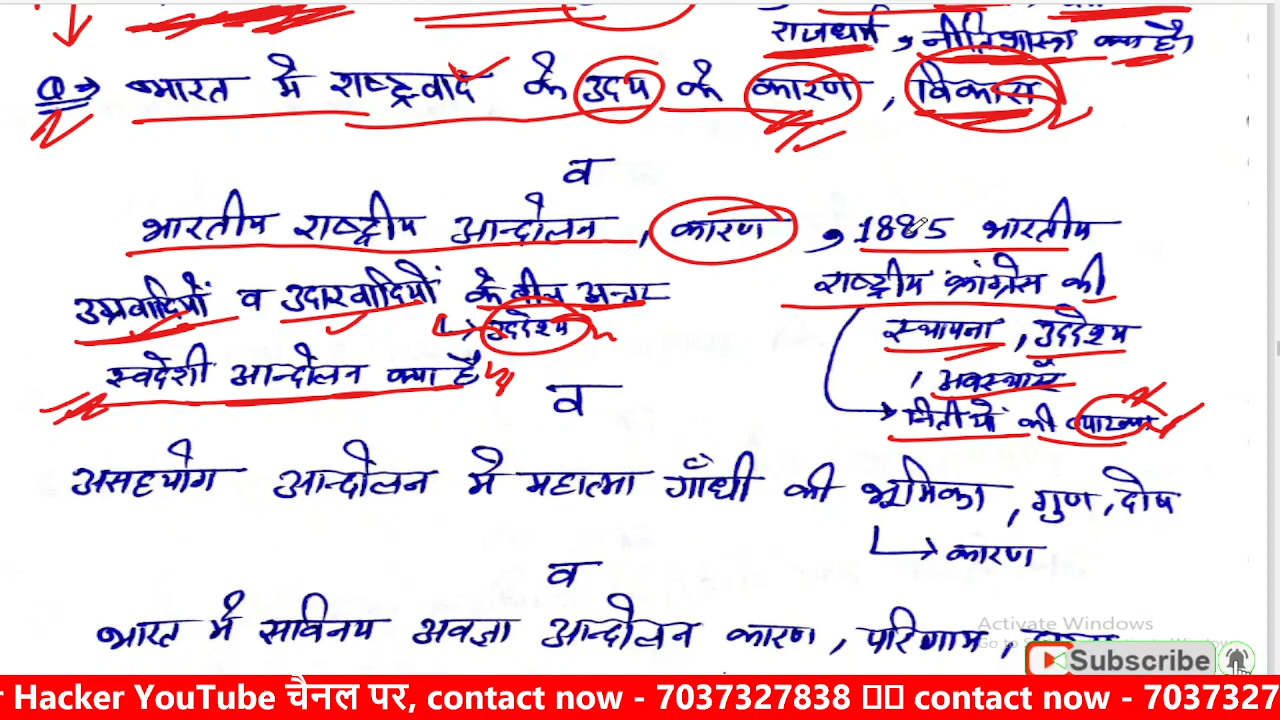 राजधर्म, नीतिशास्त्र क्या है।
Q→ भारत में राष्ट्रवाद के उदय के कारण, विकास
व
भारतीय राष्ट्रीय आन्दोलन, कारण, 1885 भारतीय
राष्ट्रीय कांग्रेस की
स्थापना, उद्देश्य
, अवस्थायें
→ नितीयों की व्याख्या
उग्रवादियों व उदारवादियों के बीच अन्तर
↳ उद्देश्य
स्वदेशी आन्दोलन क्या है
व
असहयोग आन्दोलन में महात्मा गाँधी की भूमिका, गुण, दोष
↳ कारण
व
भारत में सविनय अवज्ञा आन्दोलन कारण, परिणाम,
Activate Windows
Subscribe
r Hacker YouTube चैनल पर, contact now - 7037327838 contact now - 7037327